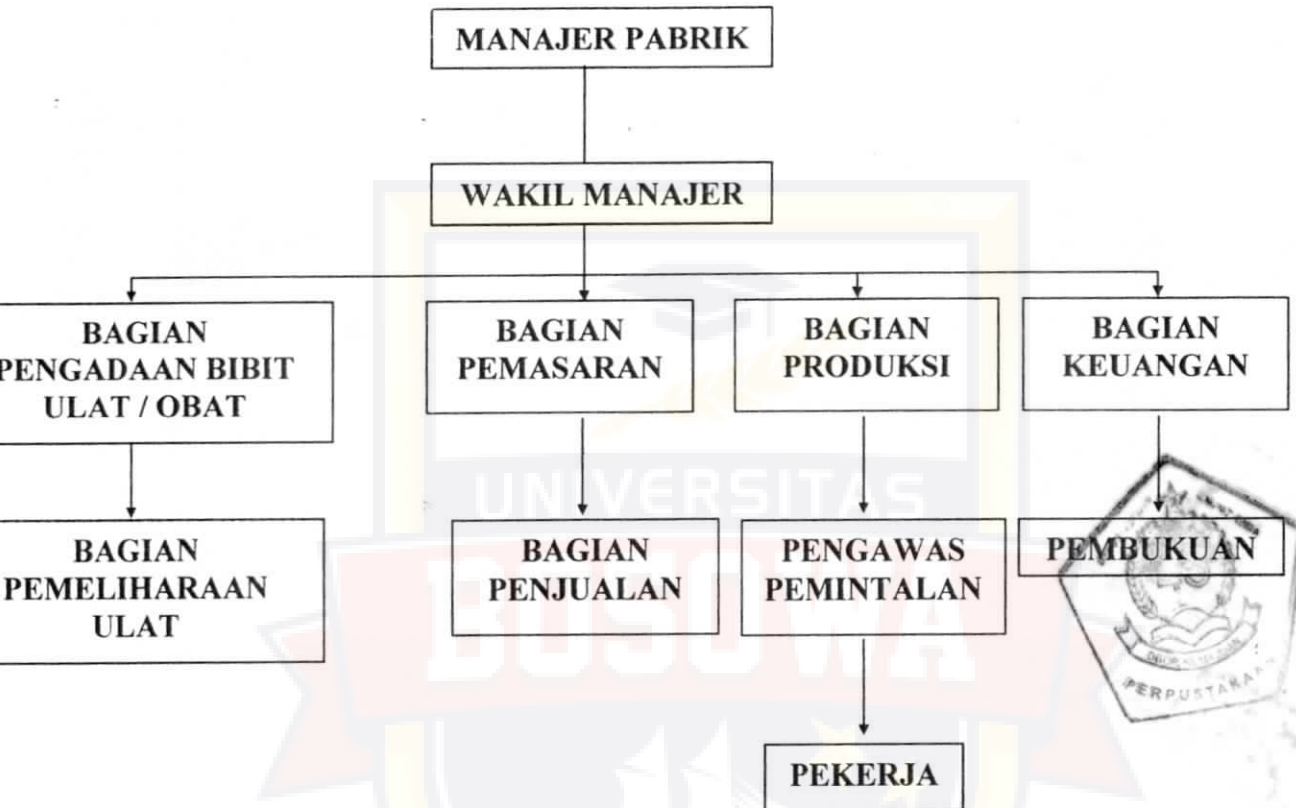 MANAJER PABRIK
WAKIL MANAJER
BAGIAN
PENGADAAN BIBIT
ULAT / OBAT
BAGIAN
PEMASARAN
BAGIAN
PRODUKSI
BAGIAN
KEUANGAN
BAGIAN
PEMELIHARAAN
ULAT
BAGIAN
PENJUALAN
PENGAWAS
PEMINTALAN
PEMBUKUAN
PEKERJA
UNIVERSITAS
BOSOWA
PERPUSTAKAAN